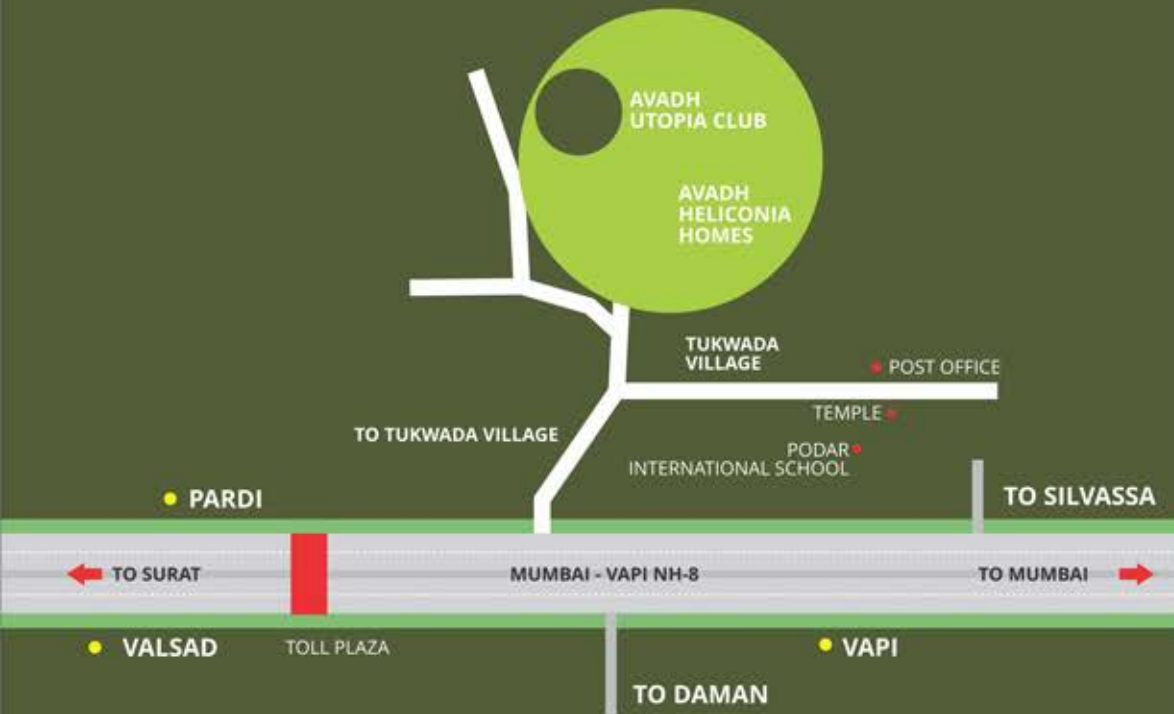 AVADH
UTOPIA CLUB
AVADH
HELICONIA
HOMES
TUKWADA
VILLAGE
POST OFFICE
TEMPLE
TO TUKWADA VILLAGE
PODAR
INTERNATIONAL SCHOOL
PARDI
TO SILVASSA
TO SURAT
MUMBAI - VAPI NH-8
TO MUMBAI
VALSAD
TOLL PLAZA
VAPI
TO DAMAN